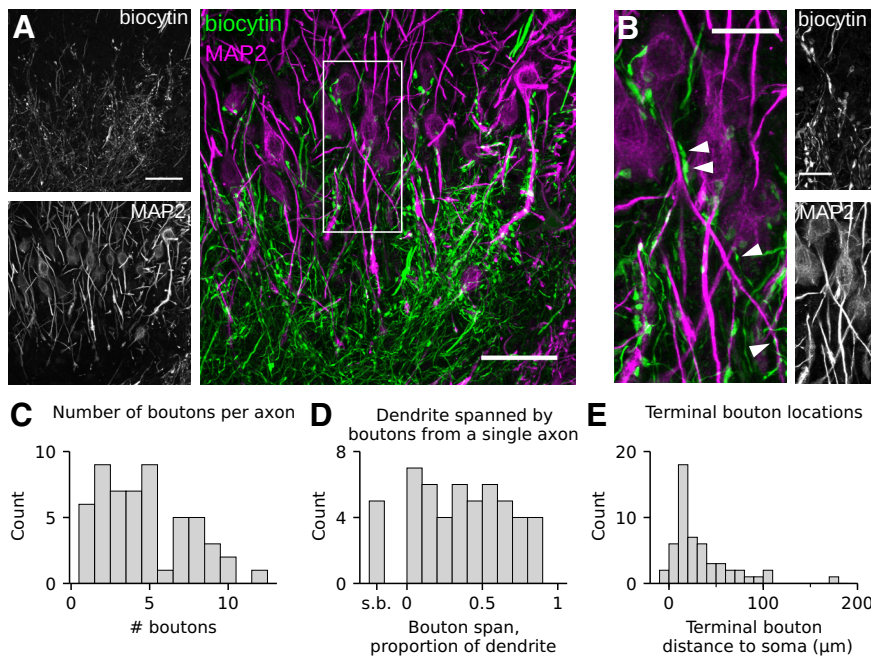 A
biocytin
MAP2
biocytin
MAP2
B
biocytin
MAP2
C
Number of boutons per axon
10
5
0
Count
0
5
10
# boutons
D
Dendrite spanned by
boutons from a single axon
8
4
0
Count
s.b.
0
0.5
1
Bouton span,
proportion of dendrite
E
Terminal bouton locations
20
10
0
Count
0
100
200
Terminal bouton
distance to soma (μm)